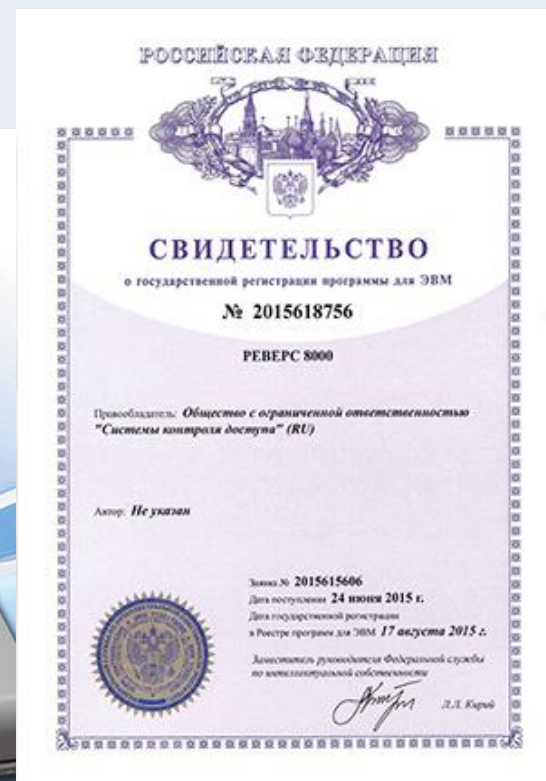 РОССИЙСКАЯ ФЕДЕРАЦИЯ
СВИДЕТЕЛЬСТВО
о государственной регистрации программы для ЭВМ
№ 2015618756
РЕВЕРС 8000
Правообладатель: Общество с ограниченной ответственностью
"Системы контроля доступа" (RU)
Автор: Не указан
Заявка № 2015615606
Дата поступления 24 июня 2015 г.
Дата государственной регистрации
в Реестре программ для ЭВМ 17 августа 2015 г.
Заместитель руководителя Федеральной службы
по интеллектуальной собственности
Л.Л. Кирий